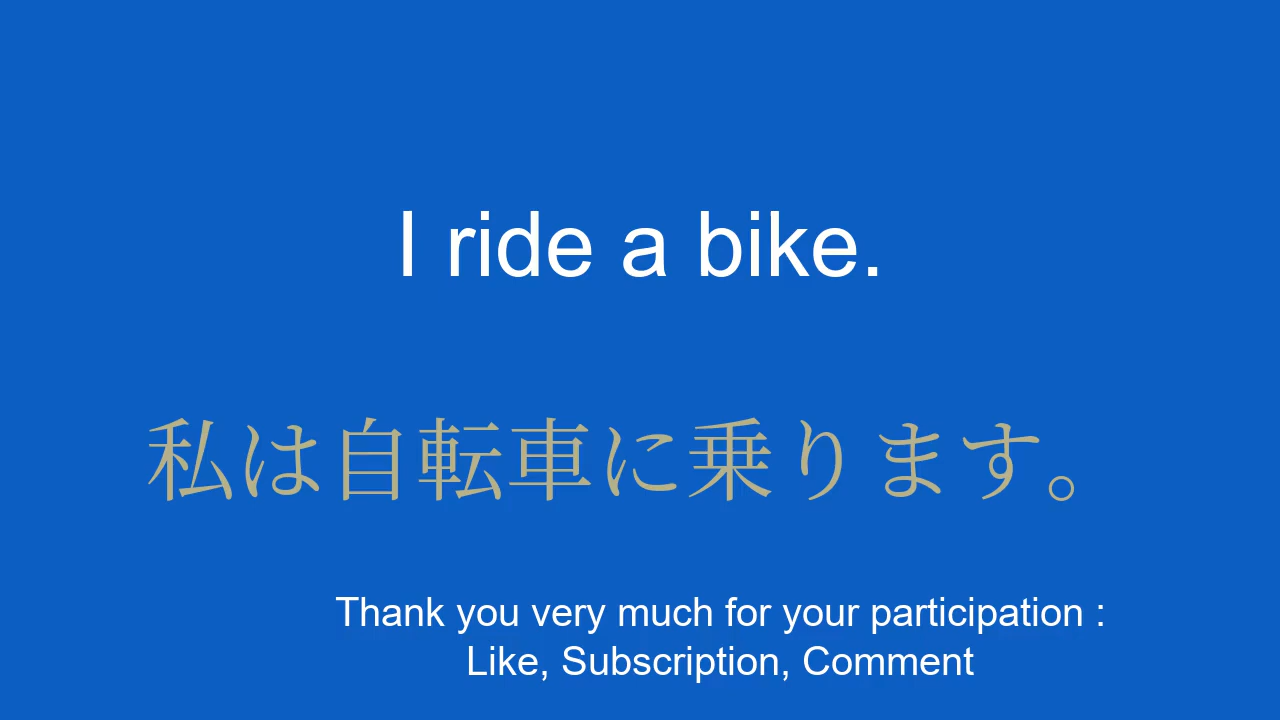 I ride a bike.
私は自転車に乗ります。
Thank you very much for your participation :
Like, Subscription, Comment